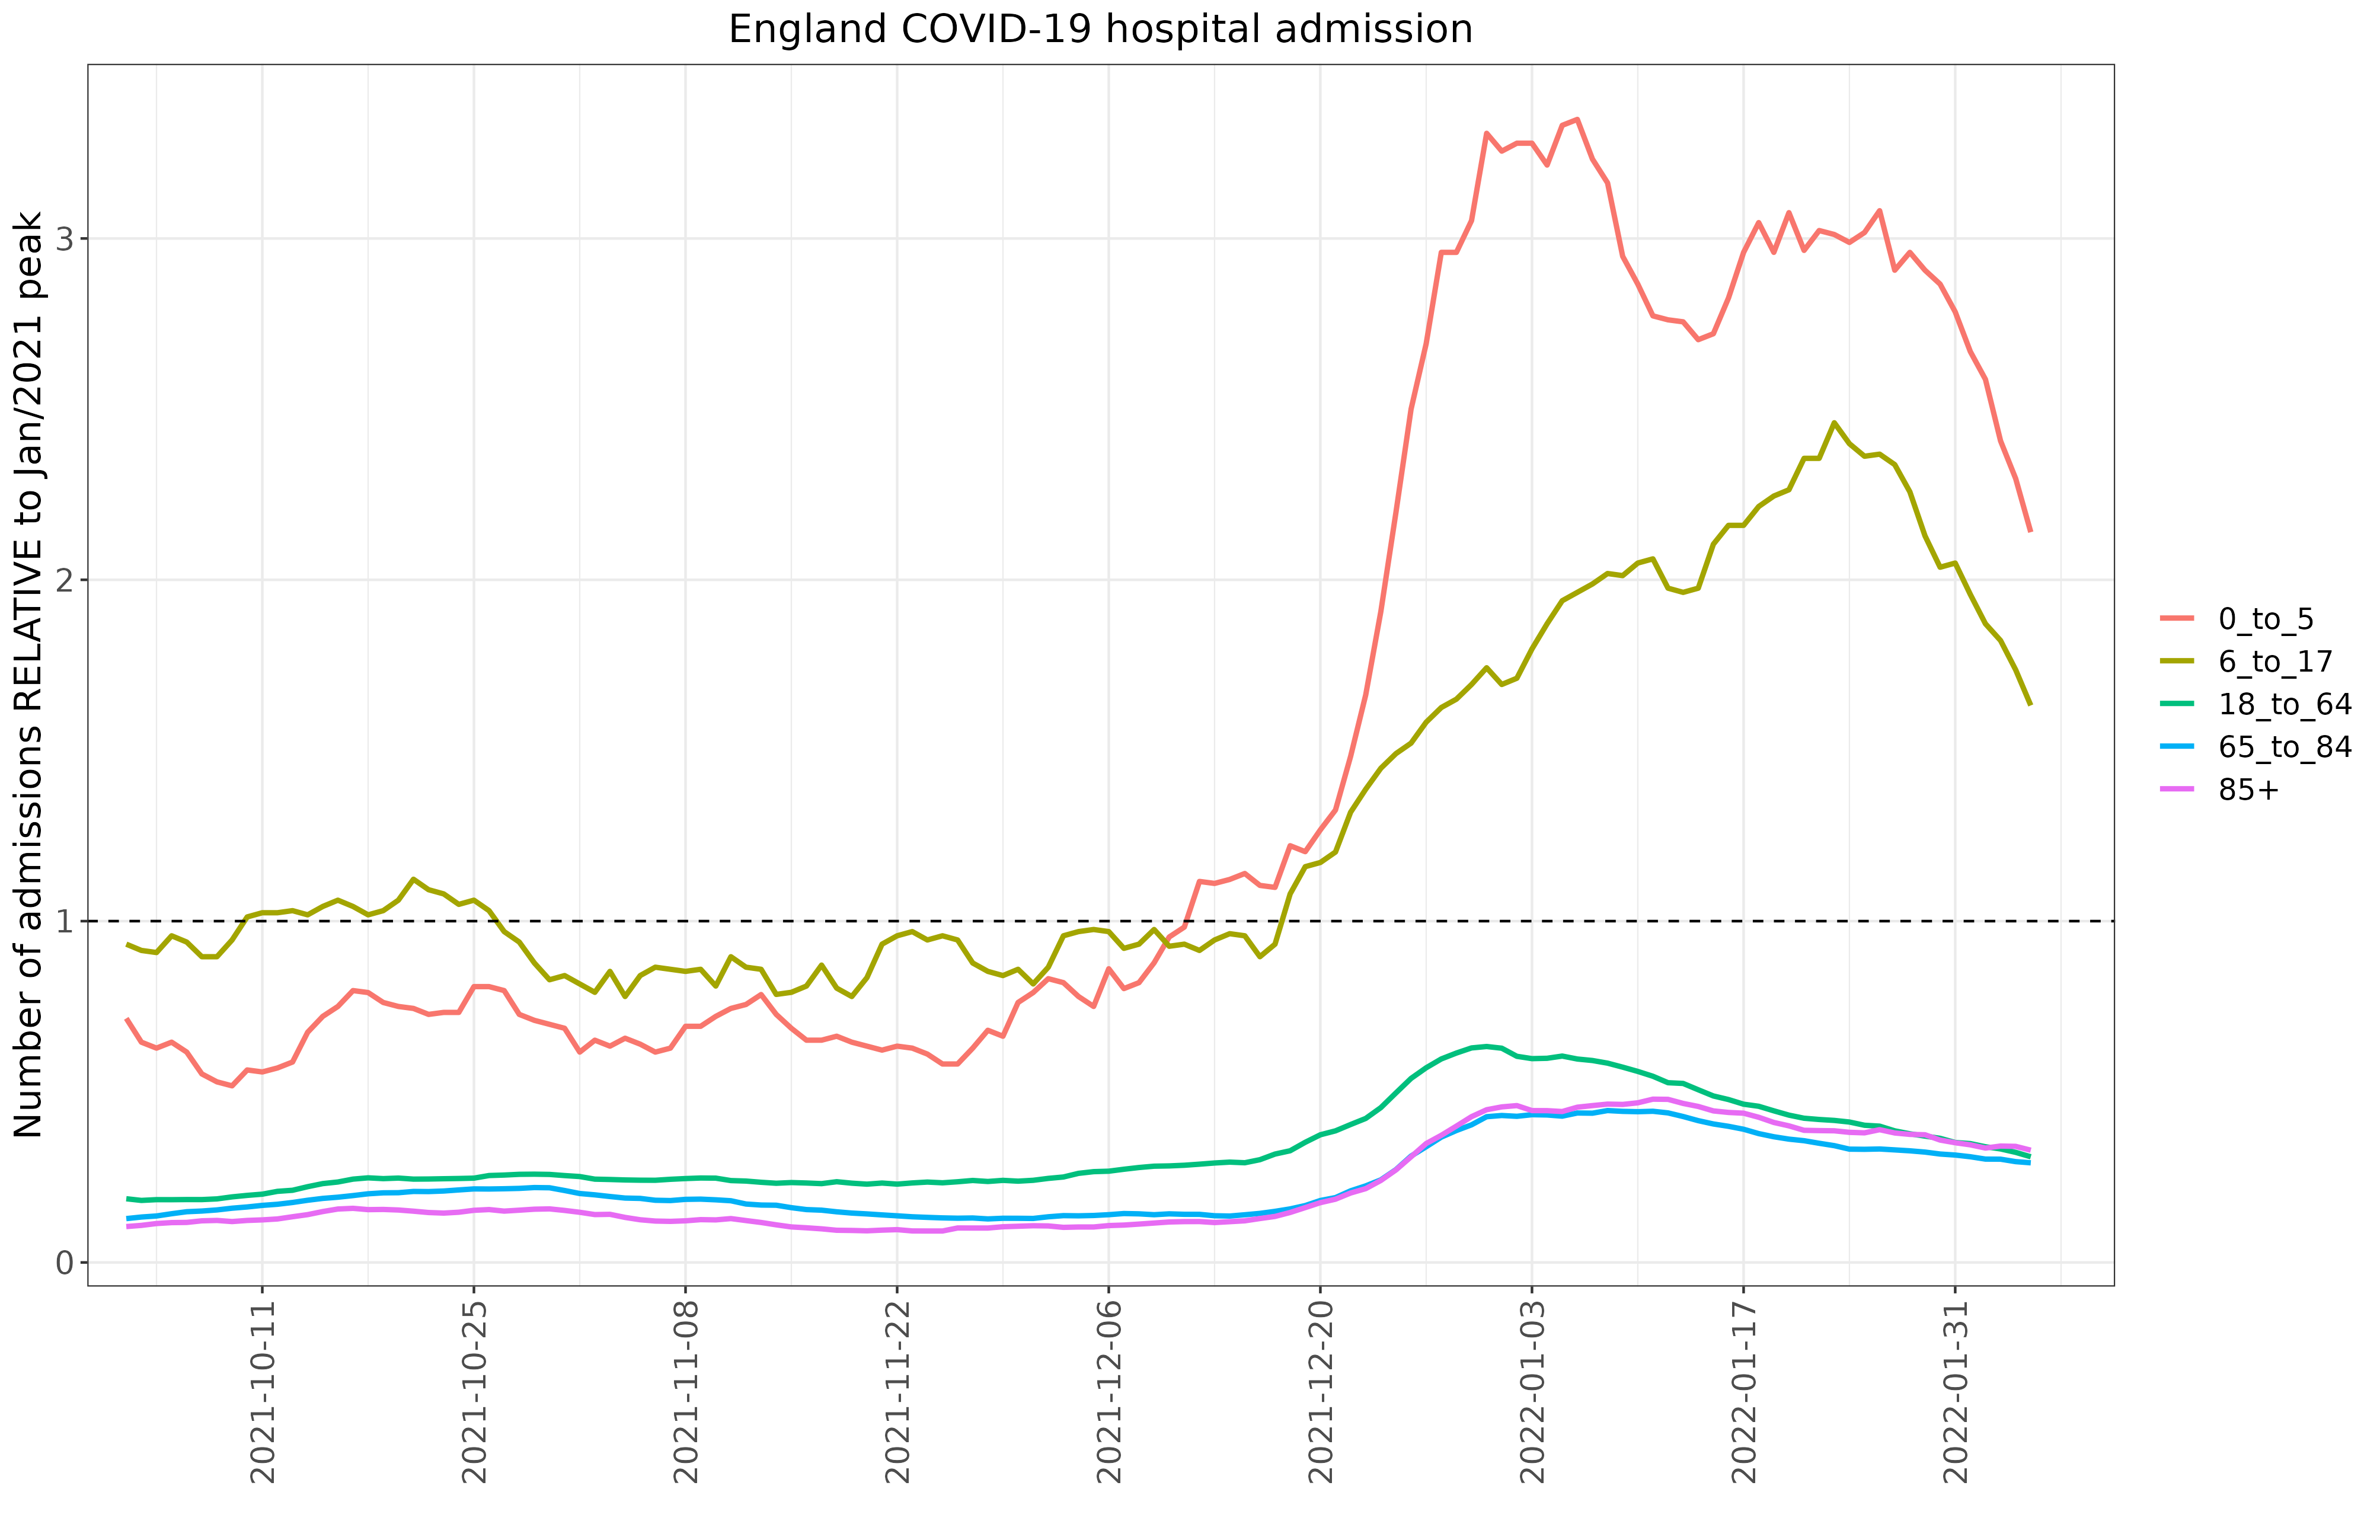 England COVID-19 hospital admission
Number of admissions RELATIVE to Jan/2021 peak
3
2
1
0
2021-10-11
2021-10-25
2021-11-08
2021-11-22
2021-12-06
2021-12-20
2022-01-03
2022-01-17
2022-01-31
0_to_5
6_to_17
18_to_64
65_to_84
85+